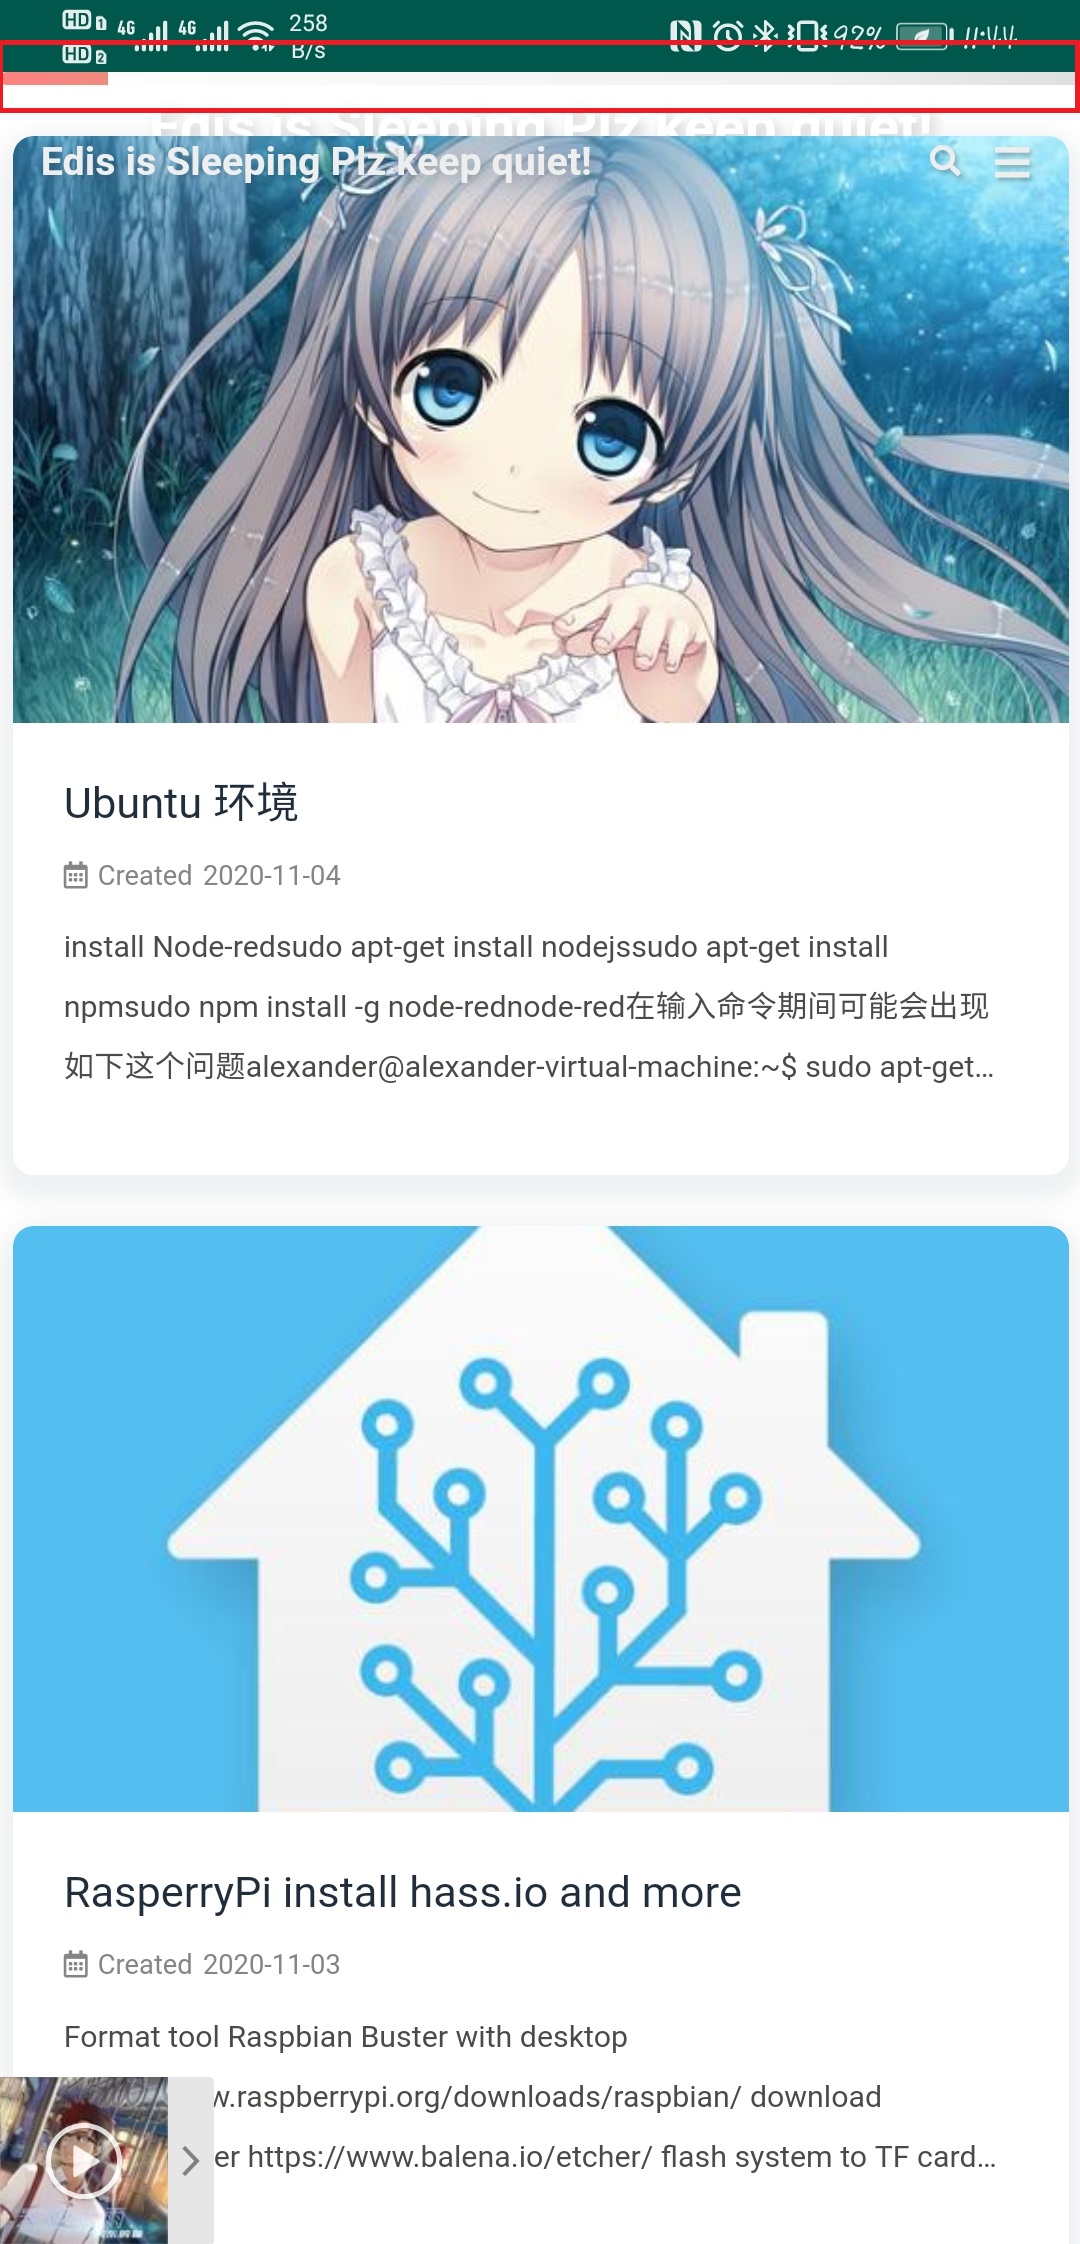 HD 1 4G 4G 258 B/s N 92% 11:44
HD 2
Edis is Sleeping Plz keep quiet!
Edis is Sleeping Plz keep quiet!
Ubuntu 环境
Created 2020-11-04
install Node-redsudo apt-get install nodejssudo apt-get install
npmsudo npm install -g node-rednode-red在输入命令期间可能会出现
如下这个问题alexander@alexander-virtual-machine:~$ sudo apt-get...
RasperryPi install hass.io and more
Created 2020-11-03
Format tool Raspbian Buster with desktop
w.raspberrypi.org/downloads/raspbian/ download
er https://www.balena.io/etcher/ flash system to TF card...